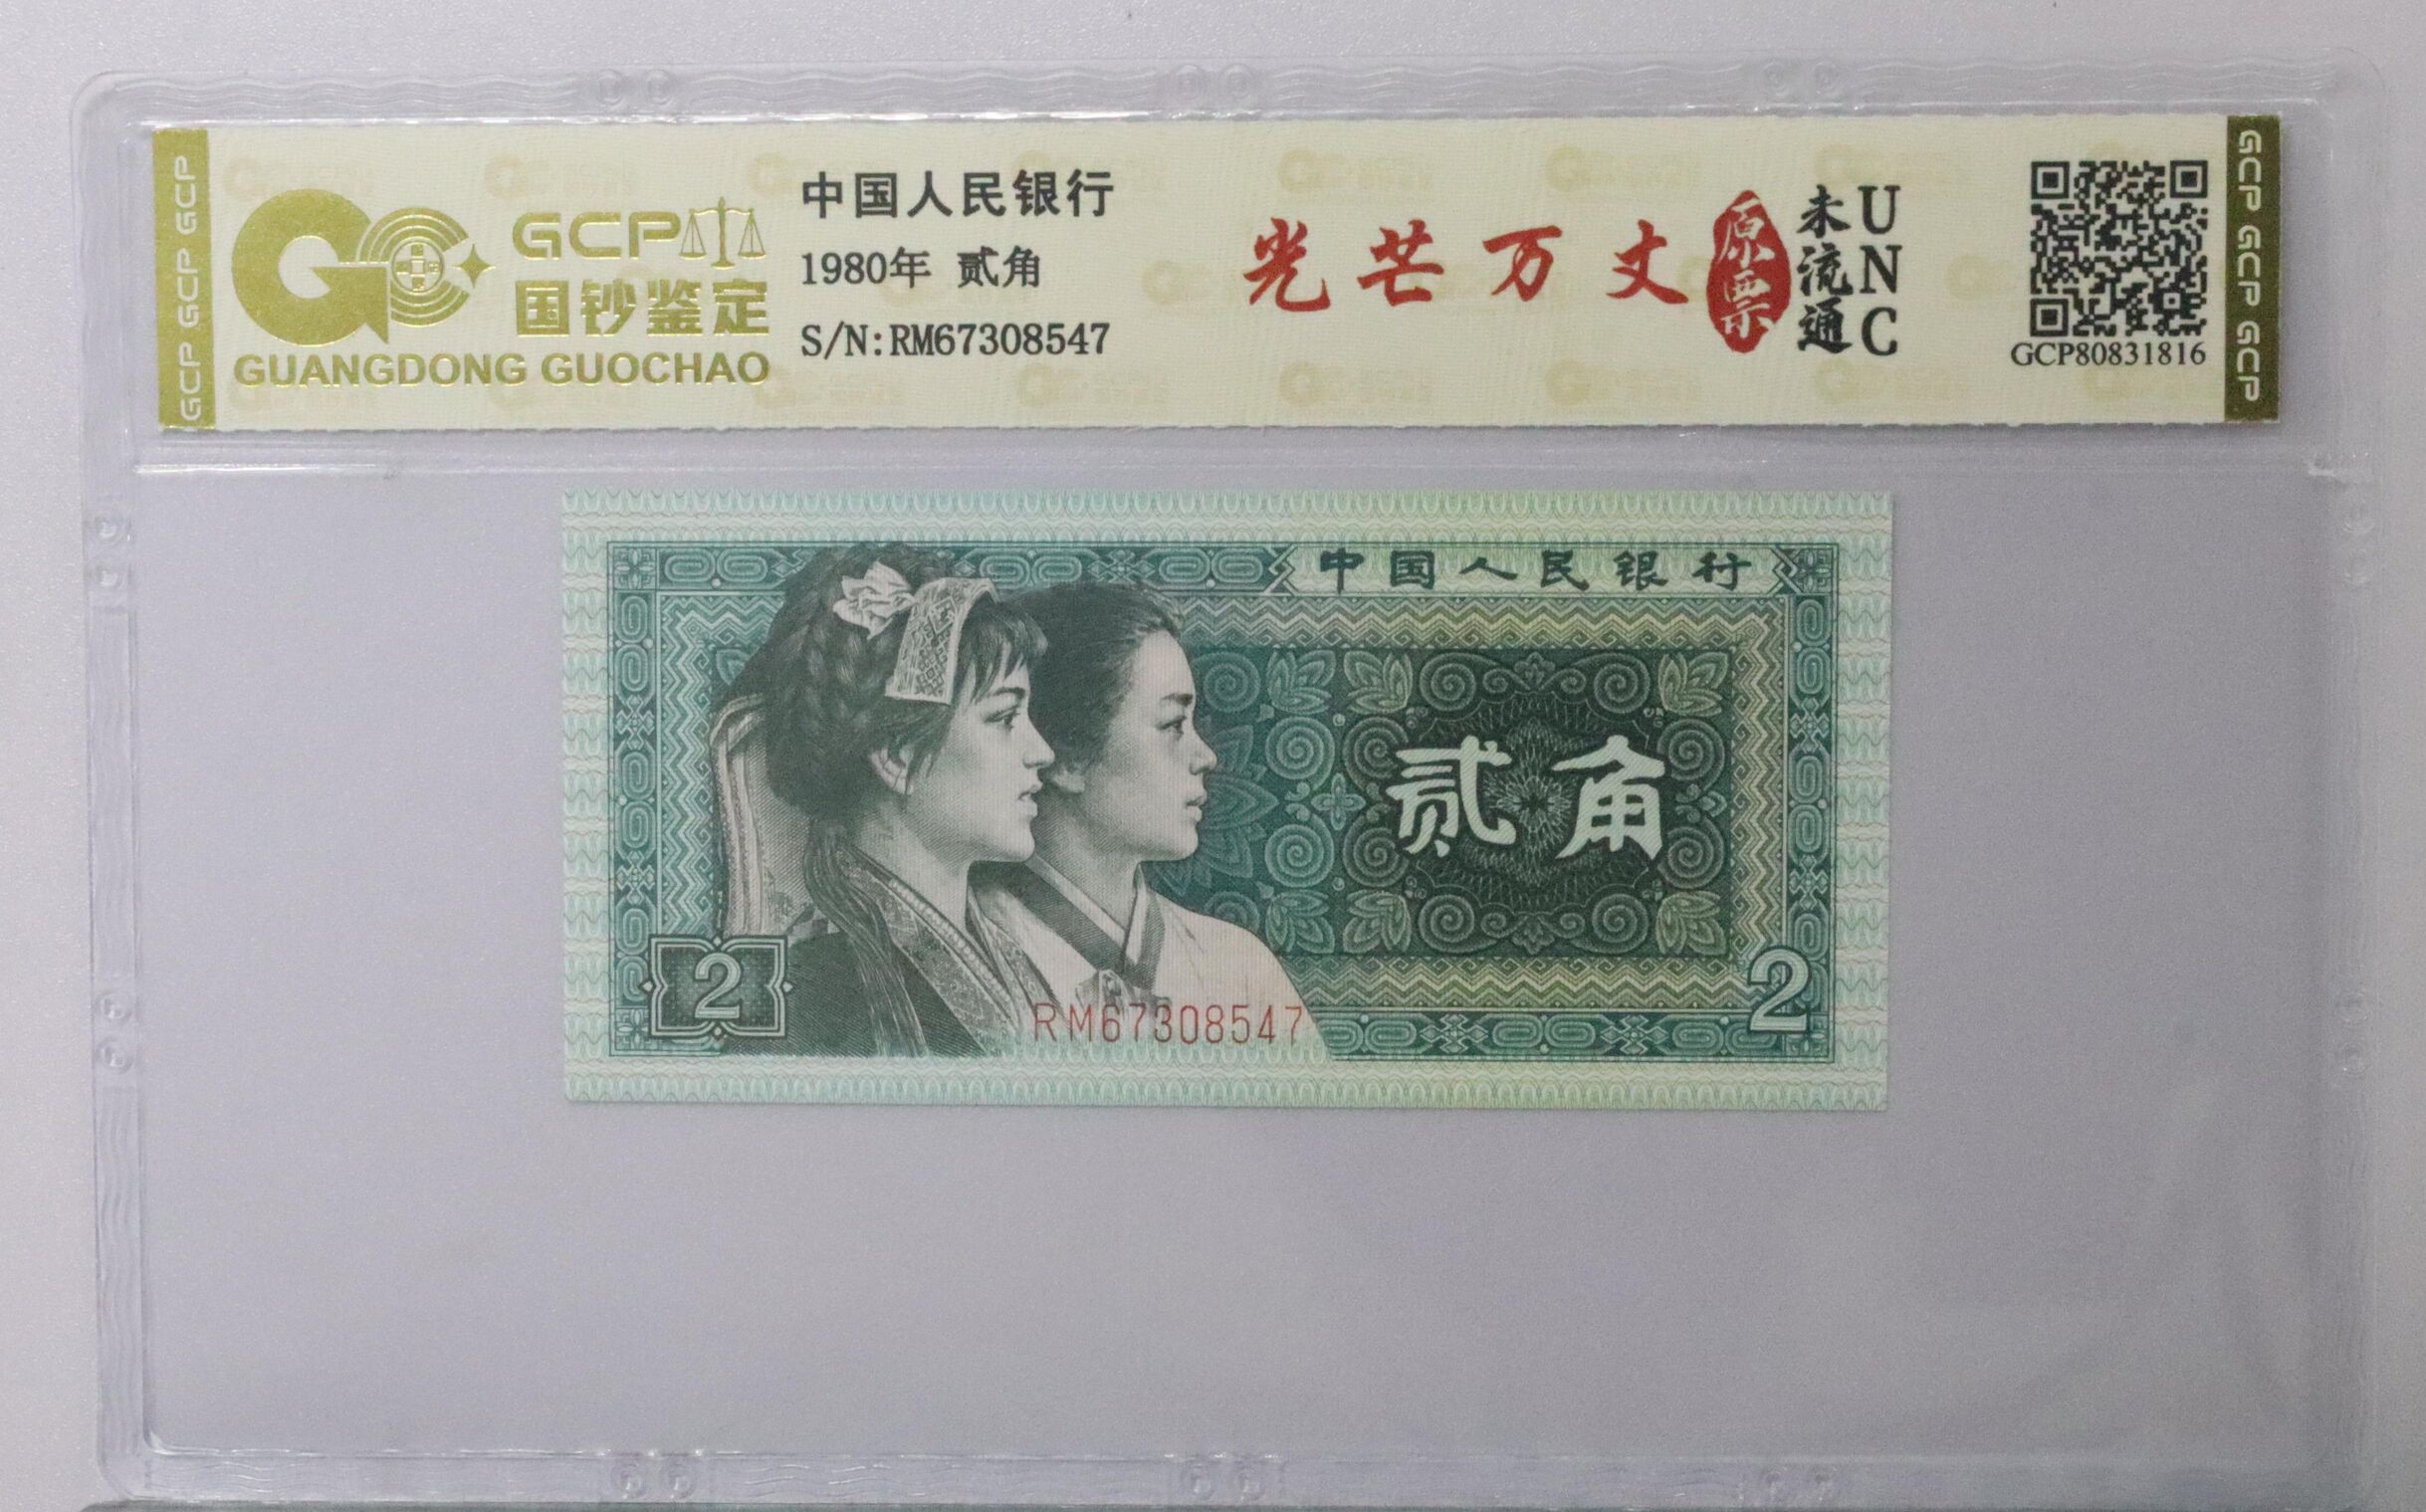 GCP GCP GCP
GCP
国钞鉴定
GUANGDONG GUOCHAO
中国人民银行
1980年 贰角
S/N:RM67308547
光芒万丈
原票
未流通
UNC
GCP80831816
GCP GCP GCP
中国人民银行
贰角
2
RM67308547
2